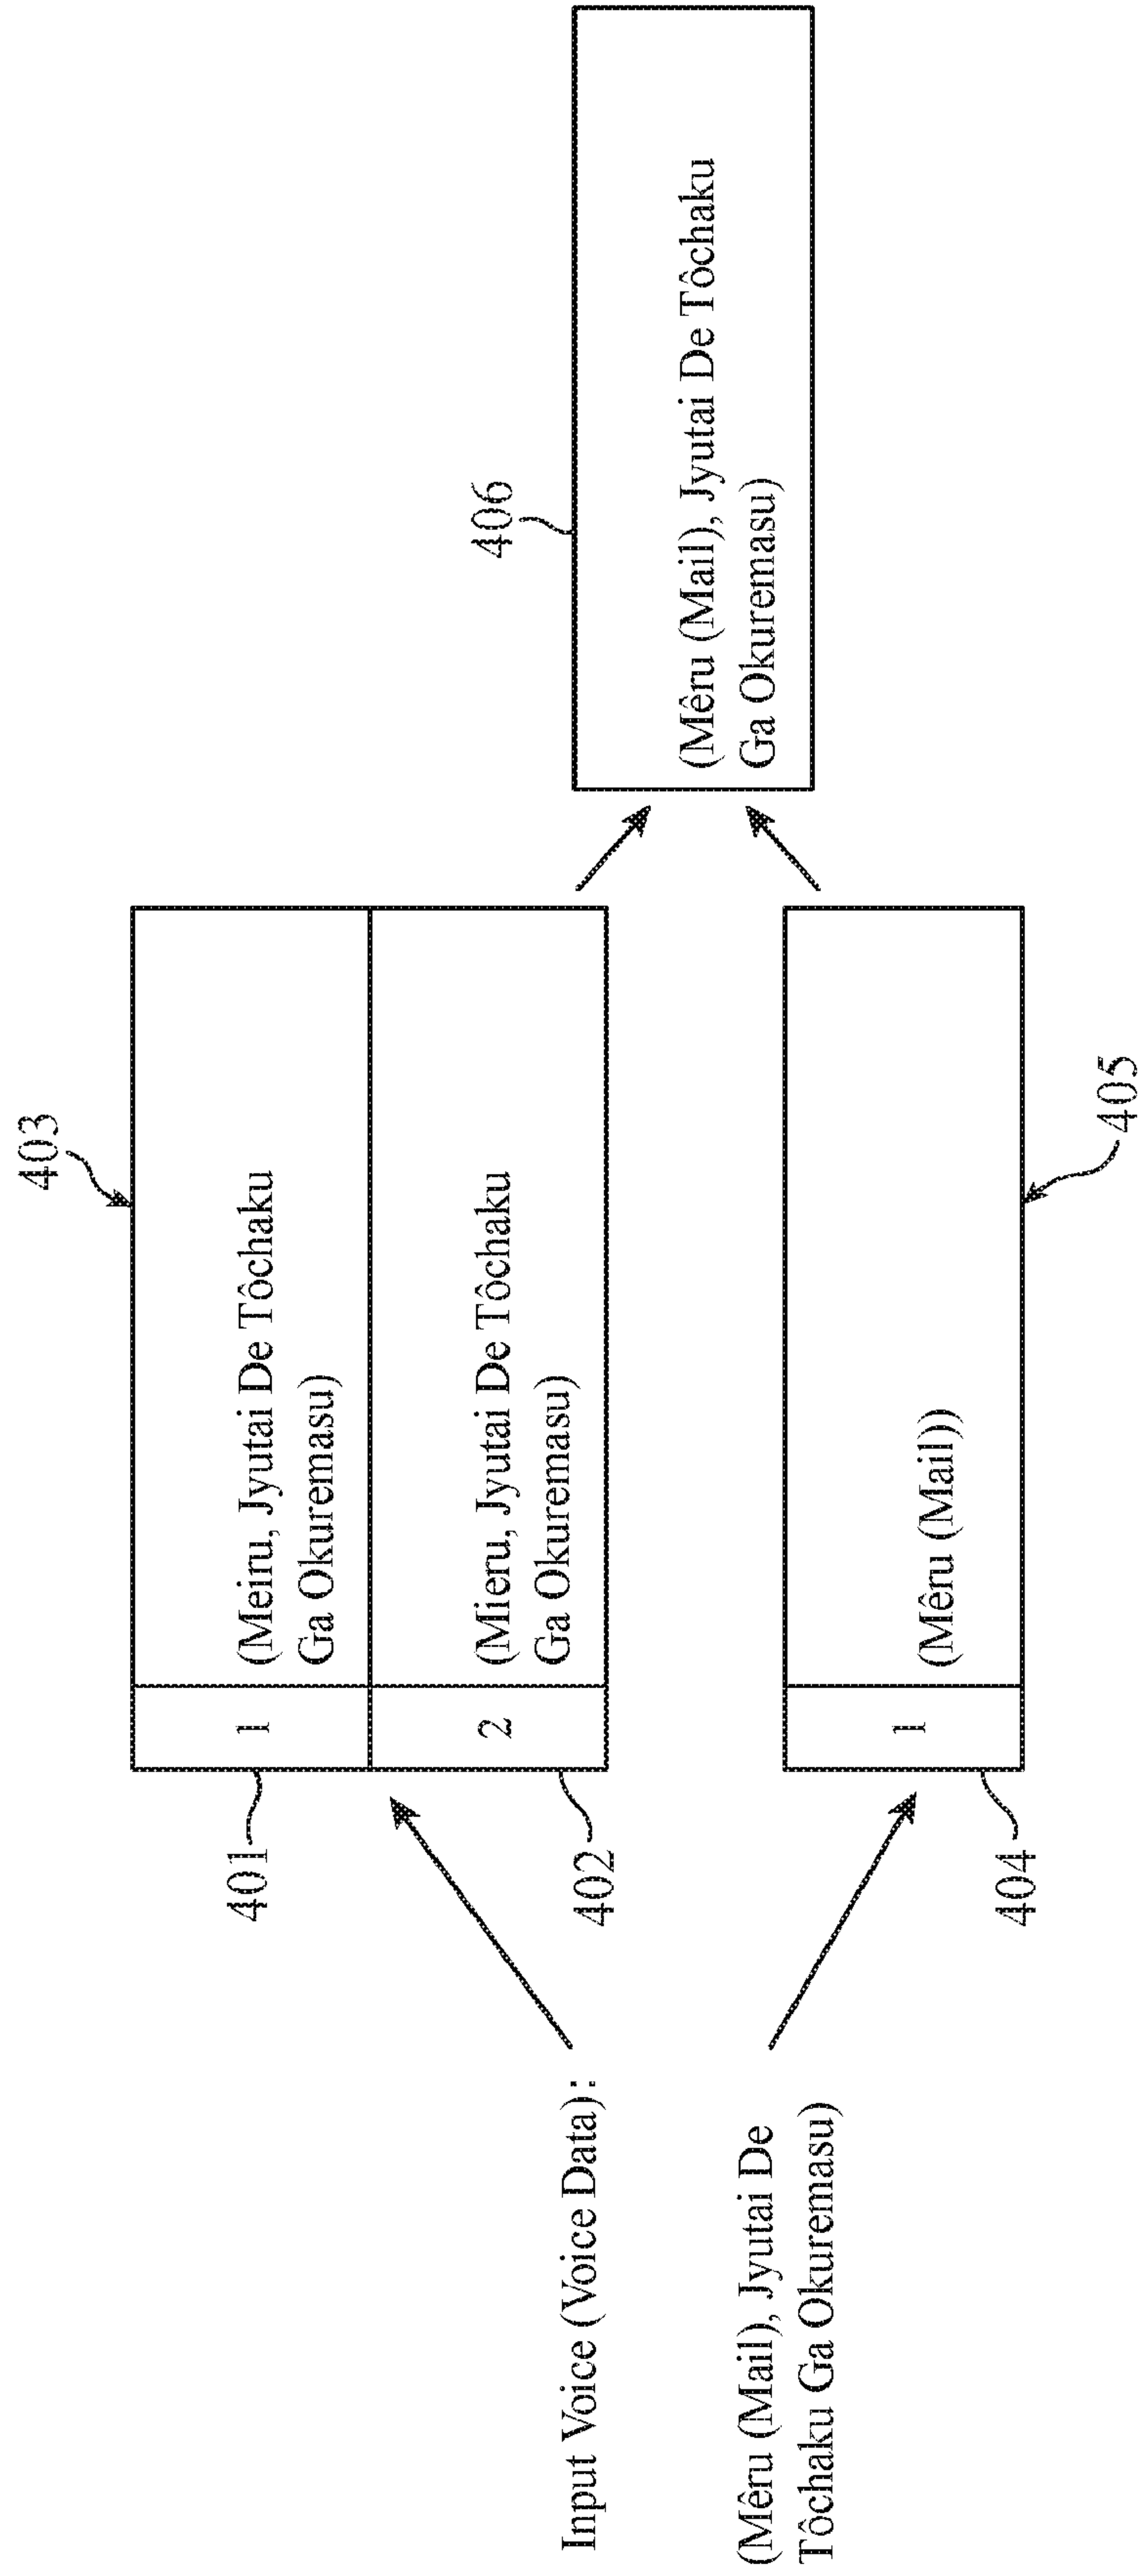 Input Voice (Voice Data):
(Mêru (Mail), Jyutai De
Tôchaku Ga Okuremasu)
403
401
1
(Meiru, Jyutai De Tôchaku
Ga Okuremasu)
402
2
(Mieru, Jyutai De Tôchaku
Ga Okuremasu)
404
1
(Mêru (Mail))
405
406
(Mêru (Mail), Jyutai De Tôchaku
Ga Okuremasu)